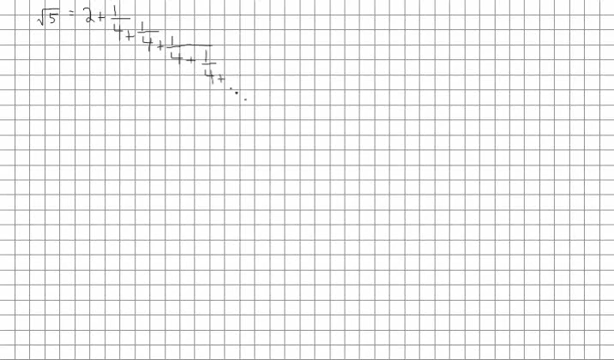 √5 = 2 + 1/(4 + 1/(4 + 1/(4 + 1/(4 + ⋱